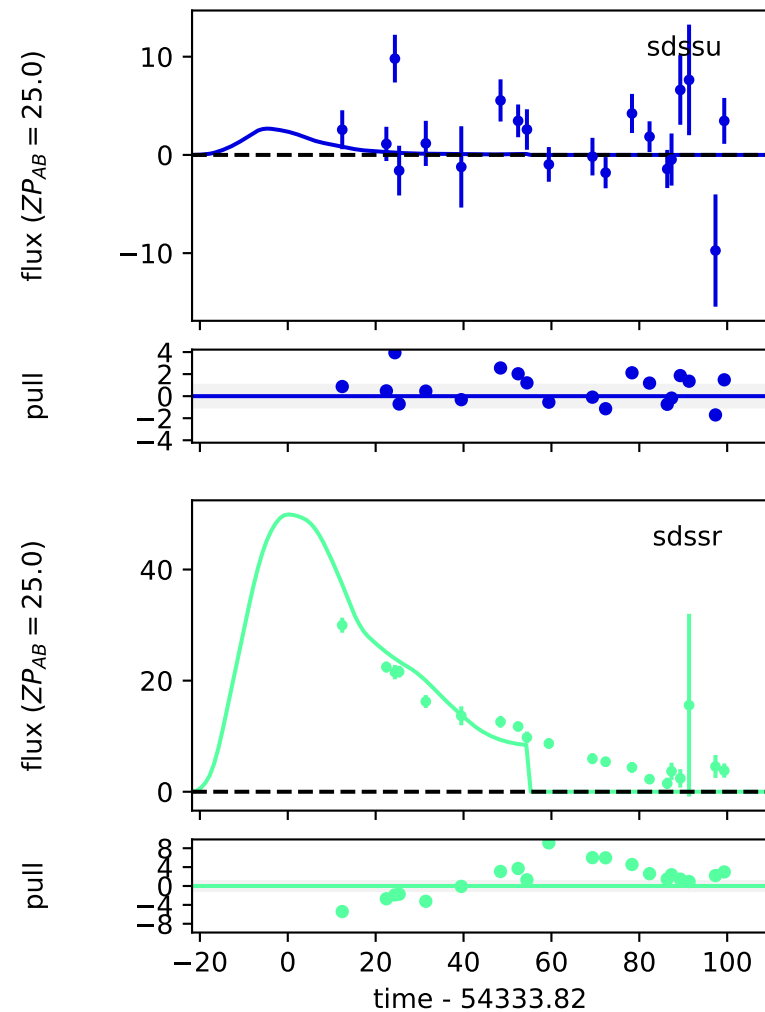 sdssu
flux (ZP_AB = 25.0)
10
0
−10
pull
4
2
0
−2
−4
sdssr
flux (ZP_AB = 25.0)
40
20
0
pull
8
4
0
−4
−8
−20 0 20 40 60 80 100
time - 54333.82